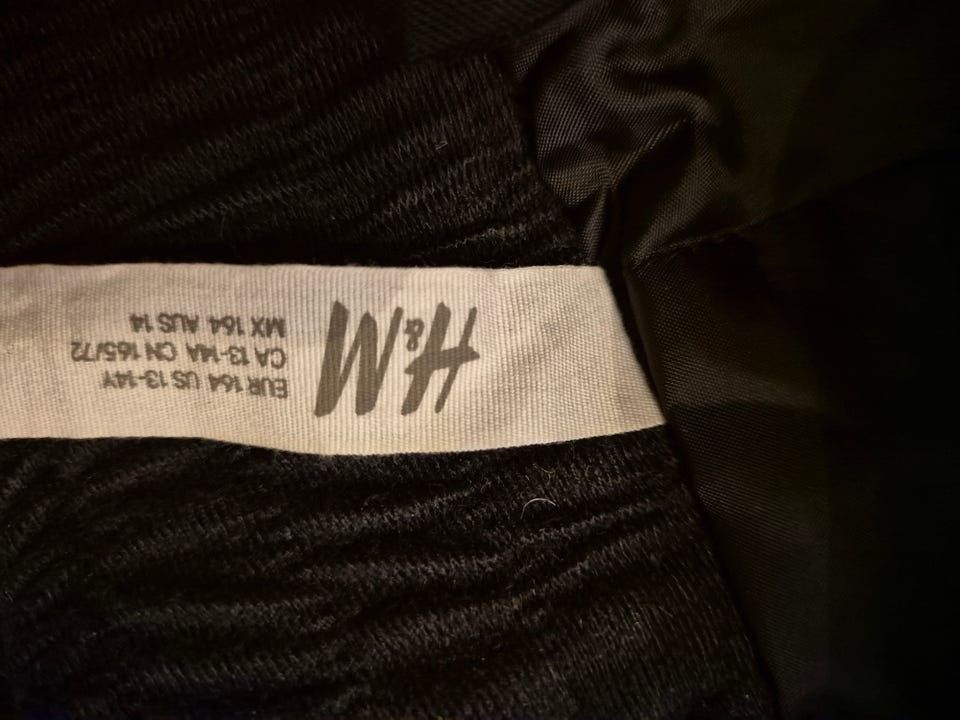 H&M
EUR 164 US 13-14Y
CA 13-14A CN 165/72
MX 164 AUS 14